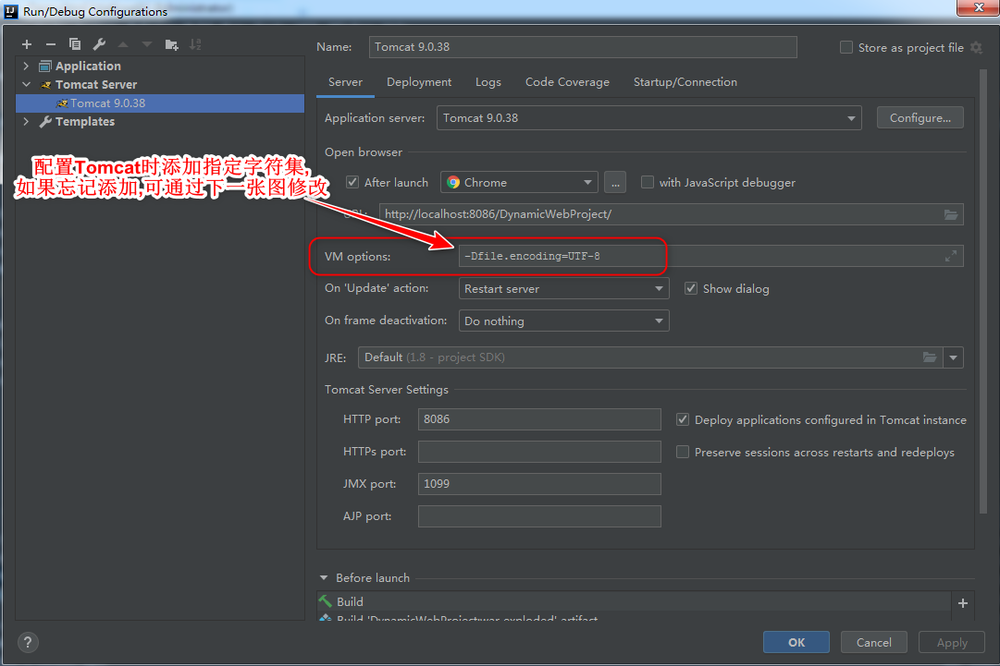 Run/Debug Configurations
Name: Tomcat 9.0.38
Store as project file
Application
Tomcat Server
Tomcat 9.0.38
Templates
Server Deployment Logs Code Coverage Startup/Connection
Application server: Tomcat 9.0.38 Configure...
Open browser
配置Tomcat时添加指定字符集,
如果忘记添加,可通过下一张图修改
After launch Chrome ... with JavaScript debugger
http://localhost:8086/DynamicWebProject/
VM options: -Dfile.encoding=UTF-8
On 'Update' action: Restart server Show dialog
On frame deactivation: Do nothing
JRE: Default (1.8 - project SDK)
Tomcat Server Settings
HTTP port: 8086 Deploy applications configured in Tomcat instance
HTTPs port: Preserve sessions across restarts and redeploys
JMX port: 1099
AJP port:
Before launch
Build
Build 'DynamicWebProject:war exploded' artifact
? OK Cancel Apply